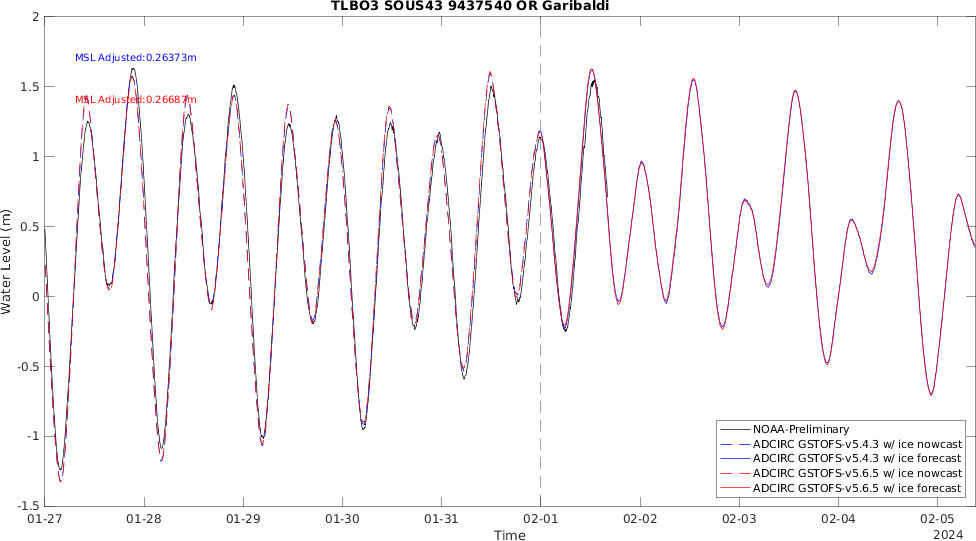 TLBO3 SOUS43 9437540 OR Garibaldi
2
1.5
1
0.5
0
-0.5
-1
-1.5
Water Level (m)
MSL Adjusted:0.26373m
MSL Adjusted:0.26687m
NOAA-Preliminary
ADCIRC GSTOFS-v5.4.3 w/ ice nowcast
ADCIRC GSTOFS-v5.4.3 w/ ice forecast
ADCIRC GSTOFS-v5.6.5 w/ ice nowcast
ADCIRC GSTOFS-v5.6.5 w/ ice forecast
01-27 01-28 01-29 01-30 01-31 02-01 02-02 02-03 02-04 02-05
Time
2024